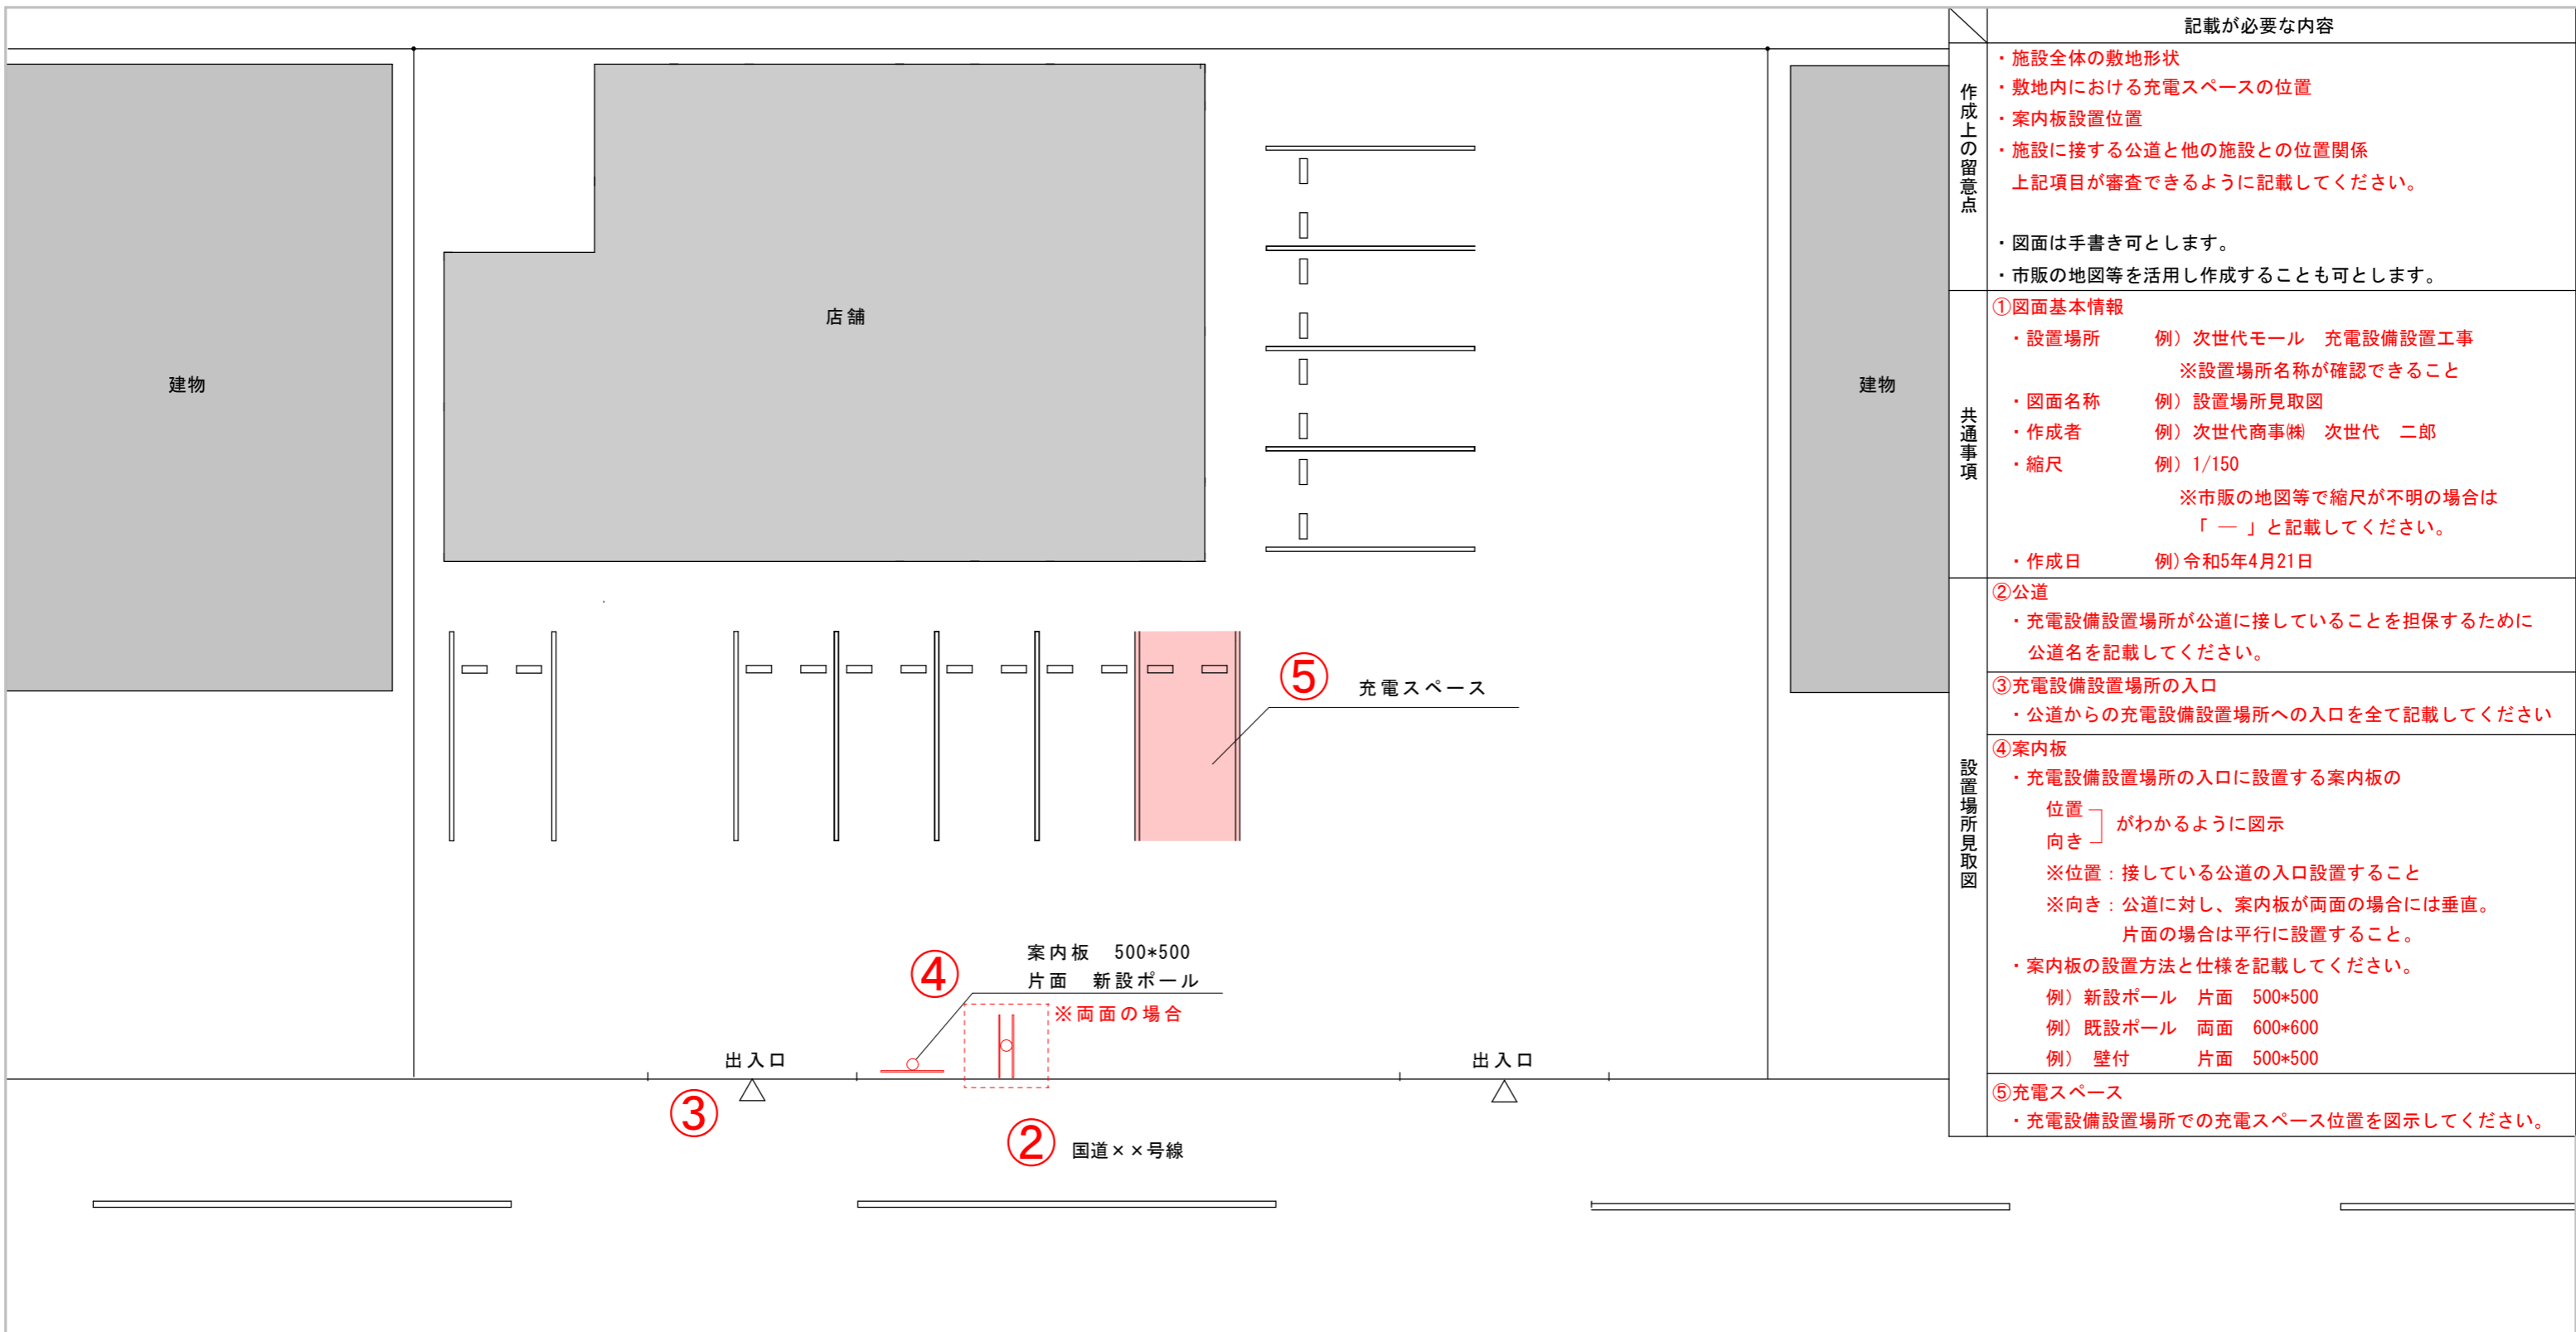 建物
店舗
建物
⑤
充電スペース
案内板 500*500
④
片面 新設ポール
※両面の場合
出入口
出入口
③
②
国道××号線
記載が必要な内容
作成上の留意点
・施設全体の敷地形状
・敷地内における充電スペースの位置
・案内板設置位置
・施設に接する公道と他の施設との位置関係
上記項目が審査できるように記載してください。
・図面は手書き可とします。
・市販の地図等を活用し作成することも可とします。
共通事項
①図面基本情報
・設置場所 例）次世代モール 充電設備設置工事
※設置場所名称が確認できること
・図面名称 例）設置場所見取図
・作成者 例）次世代商事㈱ 次世代 二郎
・縮尺 例）1/150
※市販の地図等で縮尺が不明の場合は
「 ― 」と記載してください。
・作成日 例)令和5年4月21日
設置場所見取図
②公道
・充電設備設置場所が公道に接していることを担保するために
公道名を記載してください。
③充電設備設置場所の入口
・公道からの充電設備設置場所への入口を全て記載してください
④案内板
・充電設備設置場所の入口に設置する案内板の
位置
がわかるように図示
向き
※位置：接している公道の入口設置すること
※向き：公道に対し、案内板が両面の場合には垂直。
片面の場合は平行に設置すること。
・案内板の設置方法と仕様を記載してください。
例）新設ポール 片面 500*500
例）既設ポール 両面 600*600
例） 壁付 片面 500*500
⑤充電スペース
・充電設備設置場所での充電スペース位置を図示してください。